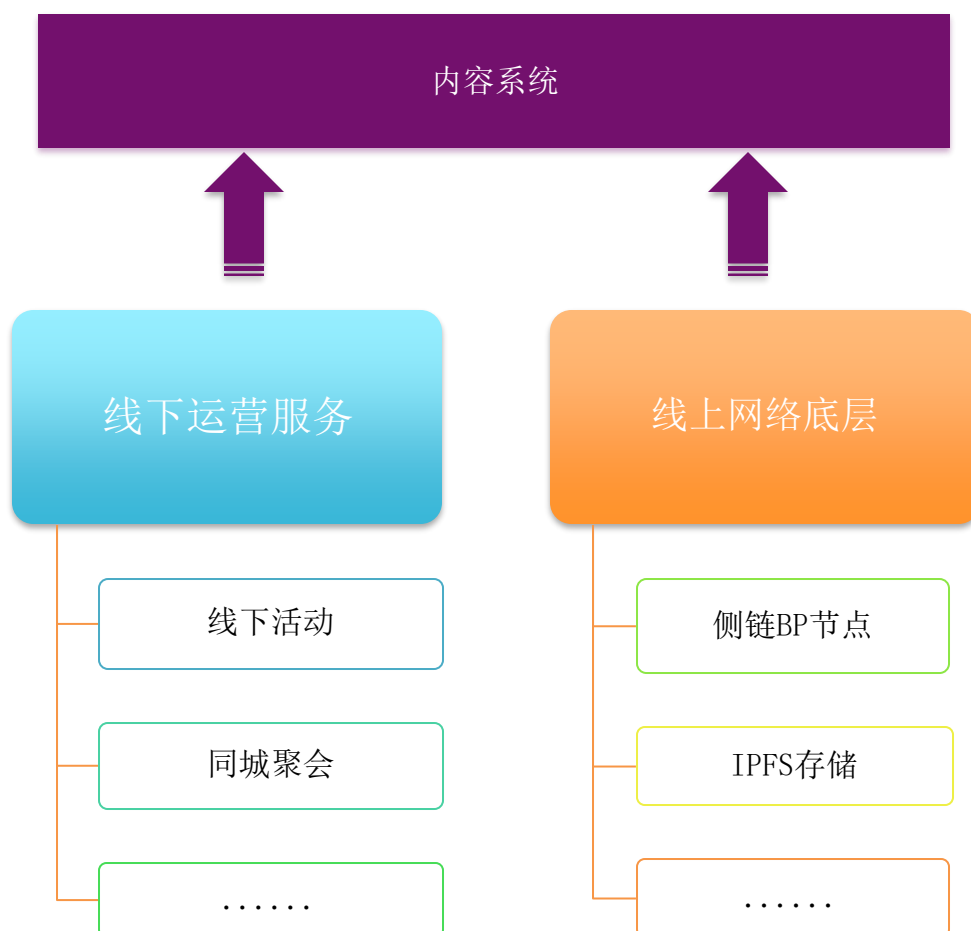 内容系统
线下运营服务
线上网络底层
线下活动
侧链BP节点
同城聚会
IPFS存储
......
......